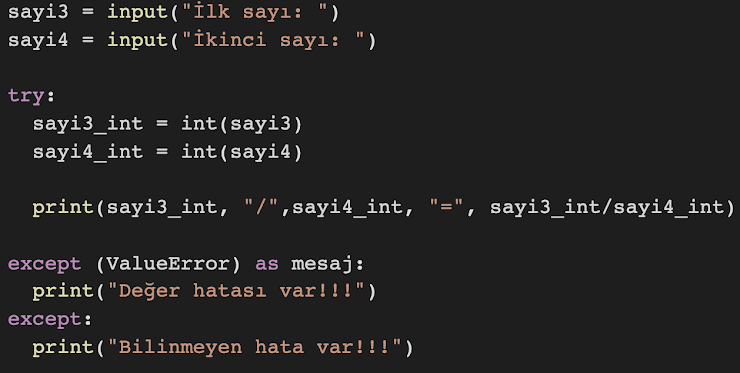 sayi3 = input("İlk sayı: ")
sayi4 = input("İkinci sayı: ")
try:
sayi3_int = int(sayi3)
sayi4_int = int(sayi4)
print(sayi3_int, "/",sayi4_int, "=", sayi3_int/sayi4_int)
except (ValueError) as mesaj:
print("Değer hatası var!!!")
except:
print("Bilinmeyen hata var!!!")